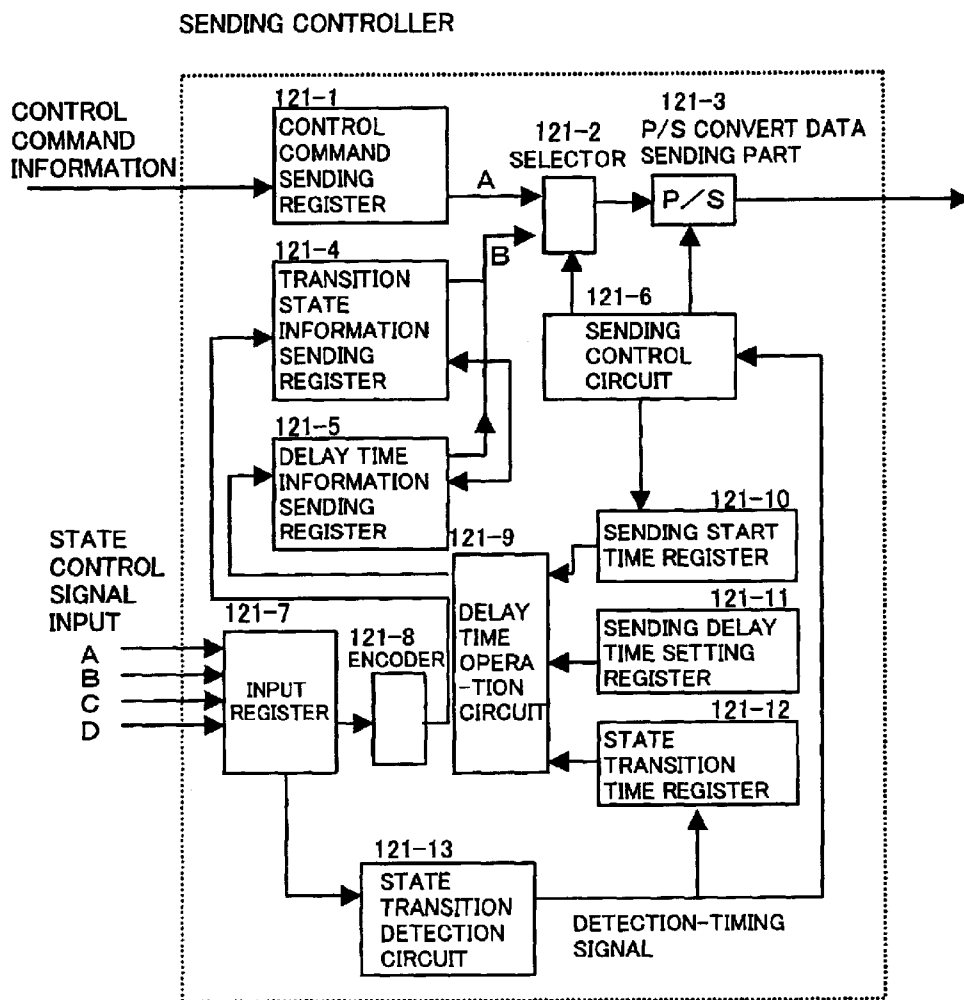 SENDING CONTROLLER
CONTROL
COMMAND
INFORMATION
121-1
CONTROL
COMMAND
SENDING
REGISTER
A
121-2
SELECTOR
121-3
P/S CONVERT DATA
SENDING PART
P/S
B
121-4
TRANSITION
STATE
INFORMATION
SENDING
REGISTER
121-6
SENDING
CONTROL
CIRCUIT
121-5
DELAY TIME
INFORMATION
SENDING
REGISTER
121-10
SENDING START
TIME REGISTER
121-9
DELAY
TIME
OPERA
-TION
CIRCUIT
121-11
SENDING DELAY
TIME SETTING
REGISTER
STATE
CONTROL
SIGNAL
INPUT
A
B
C
D
121-7
INPUT
REGISTER
121-8
ENCODER
121-12
STATE
TRANSITION
TIME REGISTER
121-13
STATE
TRANSITION
DETECTION
CIRCUIT
DETECTION-TIMING
SIGNAL